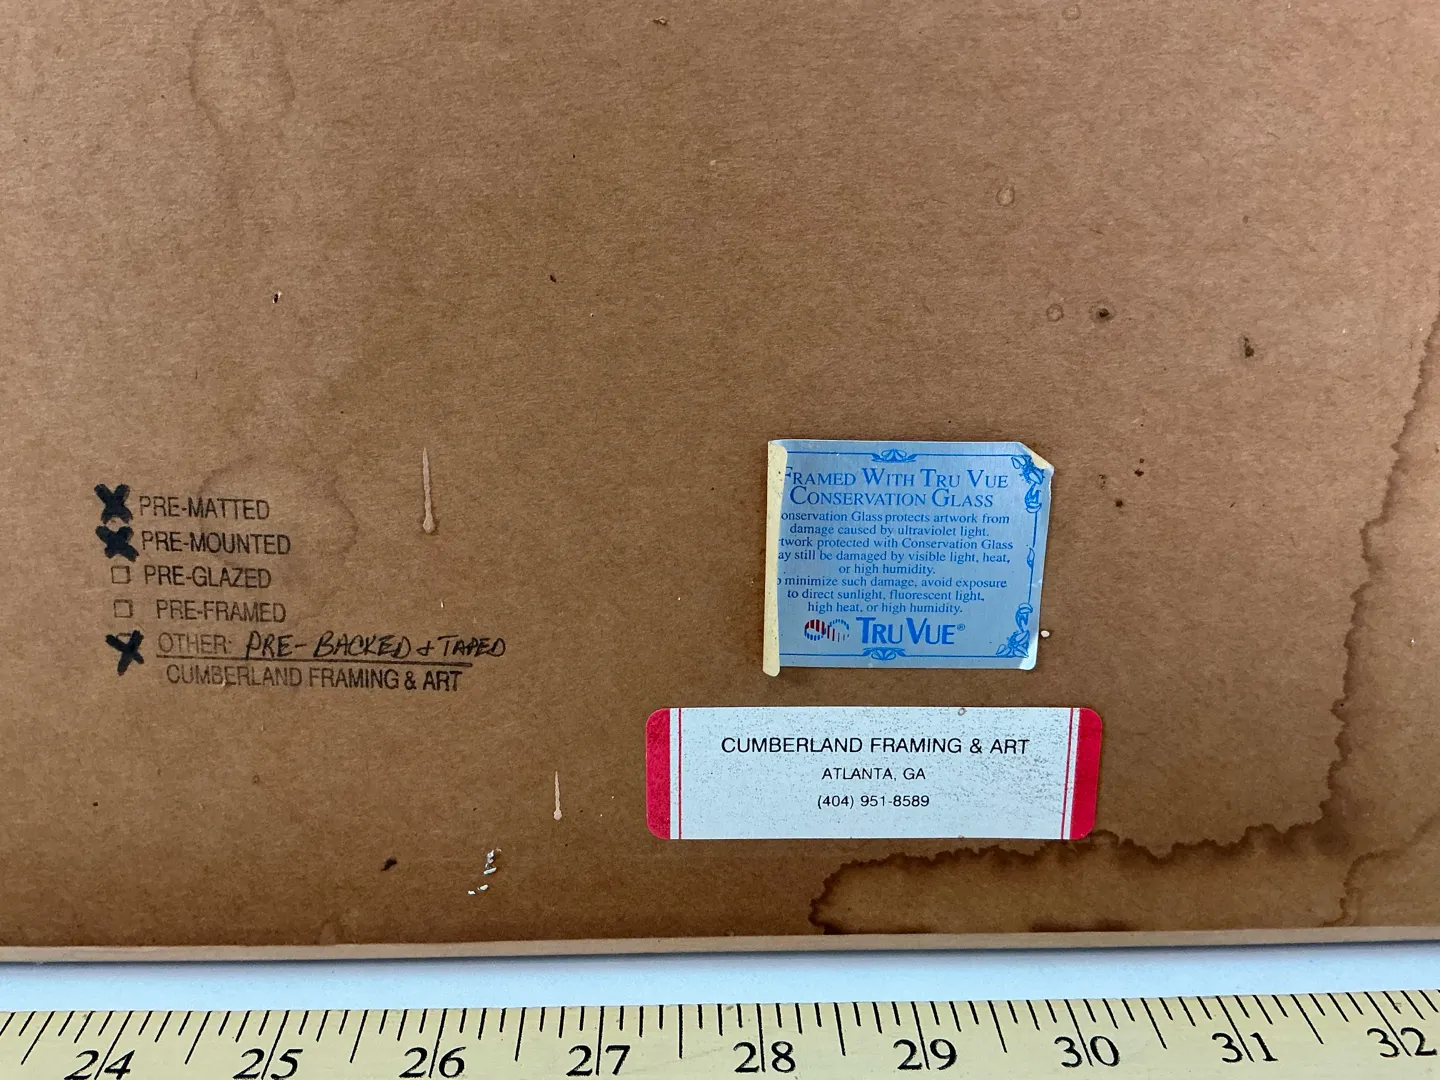 PRE-MATTED
PRE-MOUNTED
PRE-GLAZED
PRE-FRAMED
OTHER: PRE-BACKED & TAPED
CUMBERLAND FRAMING & ART
FRAMED WITH TRU VUE
CONSERVATION GLASS
onservation Glass protects artwork from
damage caused by ultraviolet light.
twork protected with Conservation Glass
ay still be damaged by visible light, heat,
or high humidity.
o minimize such damage, avoid exposure
to direct sunlight, fluorescent light,
high heat, or high humidity.
TRU VUE®
CUMBERLAND FRAMING & ART
ATLANTA, GA
(404) 951-8589
24 25 26 27 28 29 30 31 32